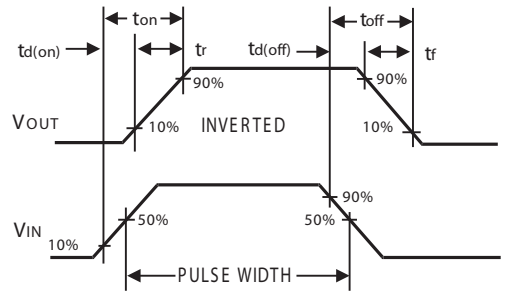 ton
toff
td(on)
tr
td(off)
tf
90%
90%
VOUT
10%
INVERTED
10%
90%
VIN
50%
50%
10%
PULSE WIDTH